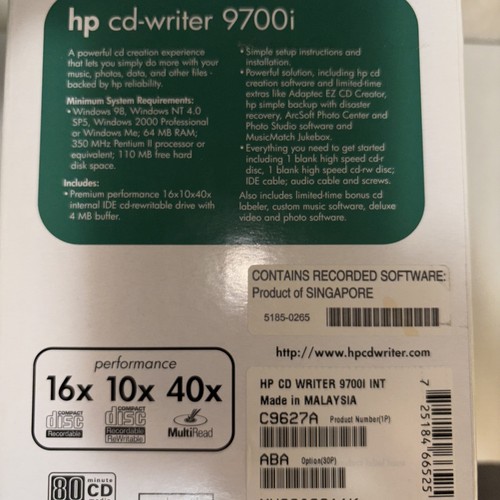 hp cd-writer 9700i
A powerful cd creation experience
that lets you simply do more with your
music, photos, data, and other files -
backed by hp reliability.
Minimum System Requirements:
• Windows 98, Windows NT 4.0
SP5, Windows 2000 Professional
or Windows Me; 64 MB RAM;
350 MHz Pentium II processor or
equivalent; 110 MB free hard
disk space.
Includes:
• Premium performance 16x10x40x
internal IDE cd-rewritable drive with
4 MB buffer.
• Simple setup instructions and
installation.
• Powerful solution, including hp cd
creation software and limited-time
extras like Adaptec EZ CD Creator,
hp simple backup with disaster
recovery, ArcSoft Photo Center and
Photo Studio software and
MusicMatch Jukebox.
• Everything you need to get started
including 1 blank high speed cd-r
disc, 1 blank high speed cd-rw disc;
IDE cable; audio cable and screws.
Also includes limited-time bonus cd
labeler, custom music software, deluxe
video and photo software.
CONTAINS RECORDED SOFTWARE:
Product of SINGAPORE
5185-0265
http://www.hpcdwriter.com
performance
16x 10x 40x
COMPACT disc Recordable
COMPACT disc Recordable ReWritable
MultiRead
HP CD WRITER 9700I INT
Made in MALAYSIA
C9627A Product Number(1P)
ABA Option(30P)
7 25184 66525
80 minute
CD